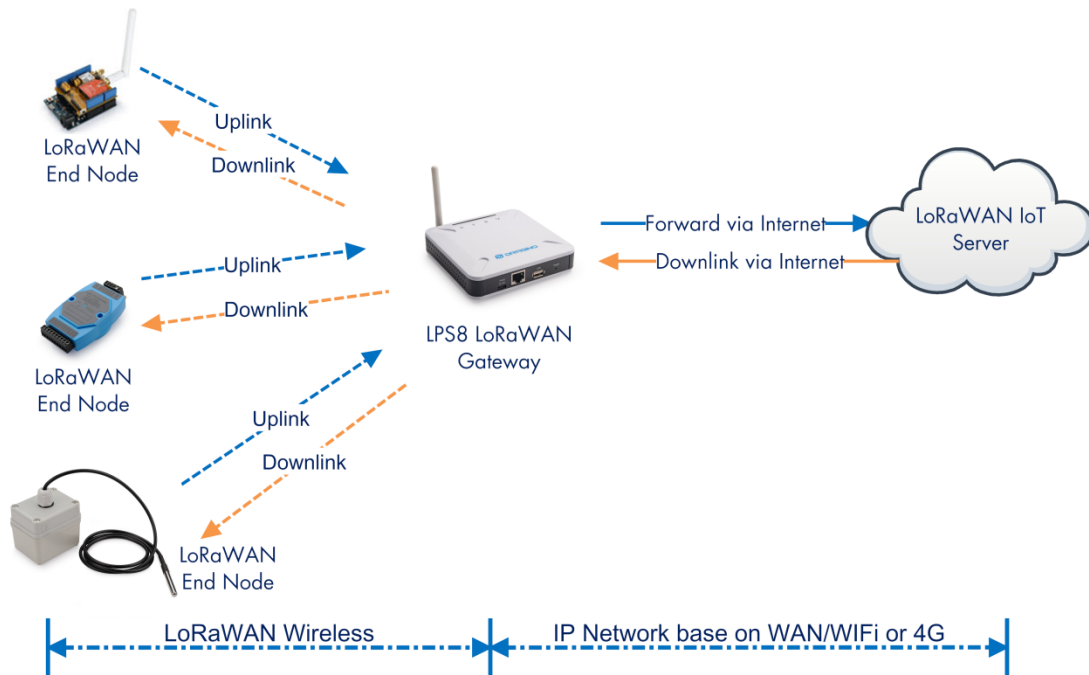 LoRaWAN
End Node
Uplink
Downlink
LoRaWAN
End Node
Uplink
Downlink
LoRaWAN
End Node
Uplink
Downlink
DRAGINO
LPS8 LoRaWAN
Gateway
Forward via Internet
Downlink via Internet
LoRaWAN IoT
Server
LoRaWAN Wireless
IP Network base on WAN/WIFi or 4G